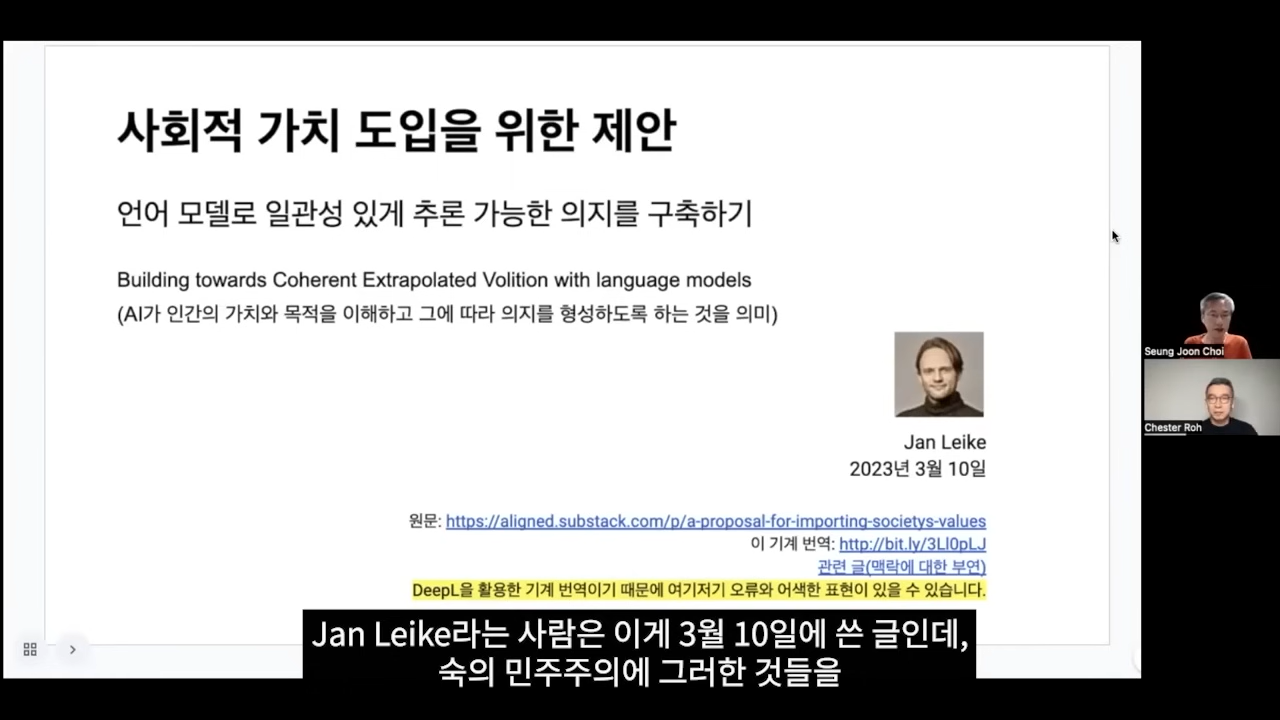 사회적 가치 도입을 위한 제안
언어 모델로 일관성 있게 추론 가능한 의지를 구축하기
Building towards Coherent Extrapolated Volition with language models
(AI가 인간의 가치와 목적을 이해하고 그에 따라 의지를 형성하도록 하는 것을 의미)
Jan Leike
2023년 3월 10일
원문: https://aligned.substack.com/p/a-proposal-for-importing-societys-values
이 기계 번역: http://bit.ly/3Ll0pLJ
관련 글(맥락에 대한 부연)
DeepL을 활용한 기계 번역이기 때문에 여기저기 오류와 어색한 표현이 있을 수 있습니다.
Jan Leike라는 사람은 이게 3월 10일에 쓴 글인데,
숙의 민주주의에 그러한 것들을
Seung Joon Choi
Chester Roh